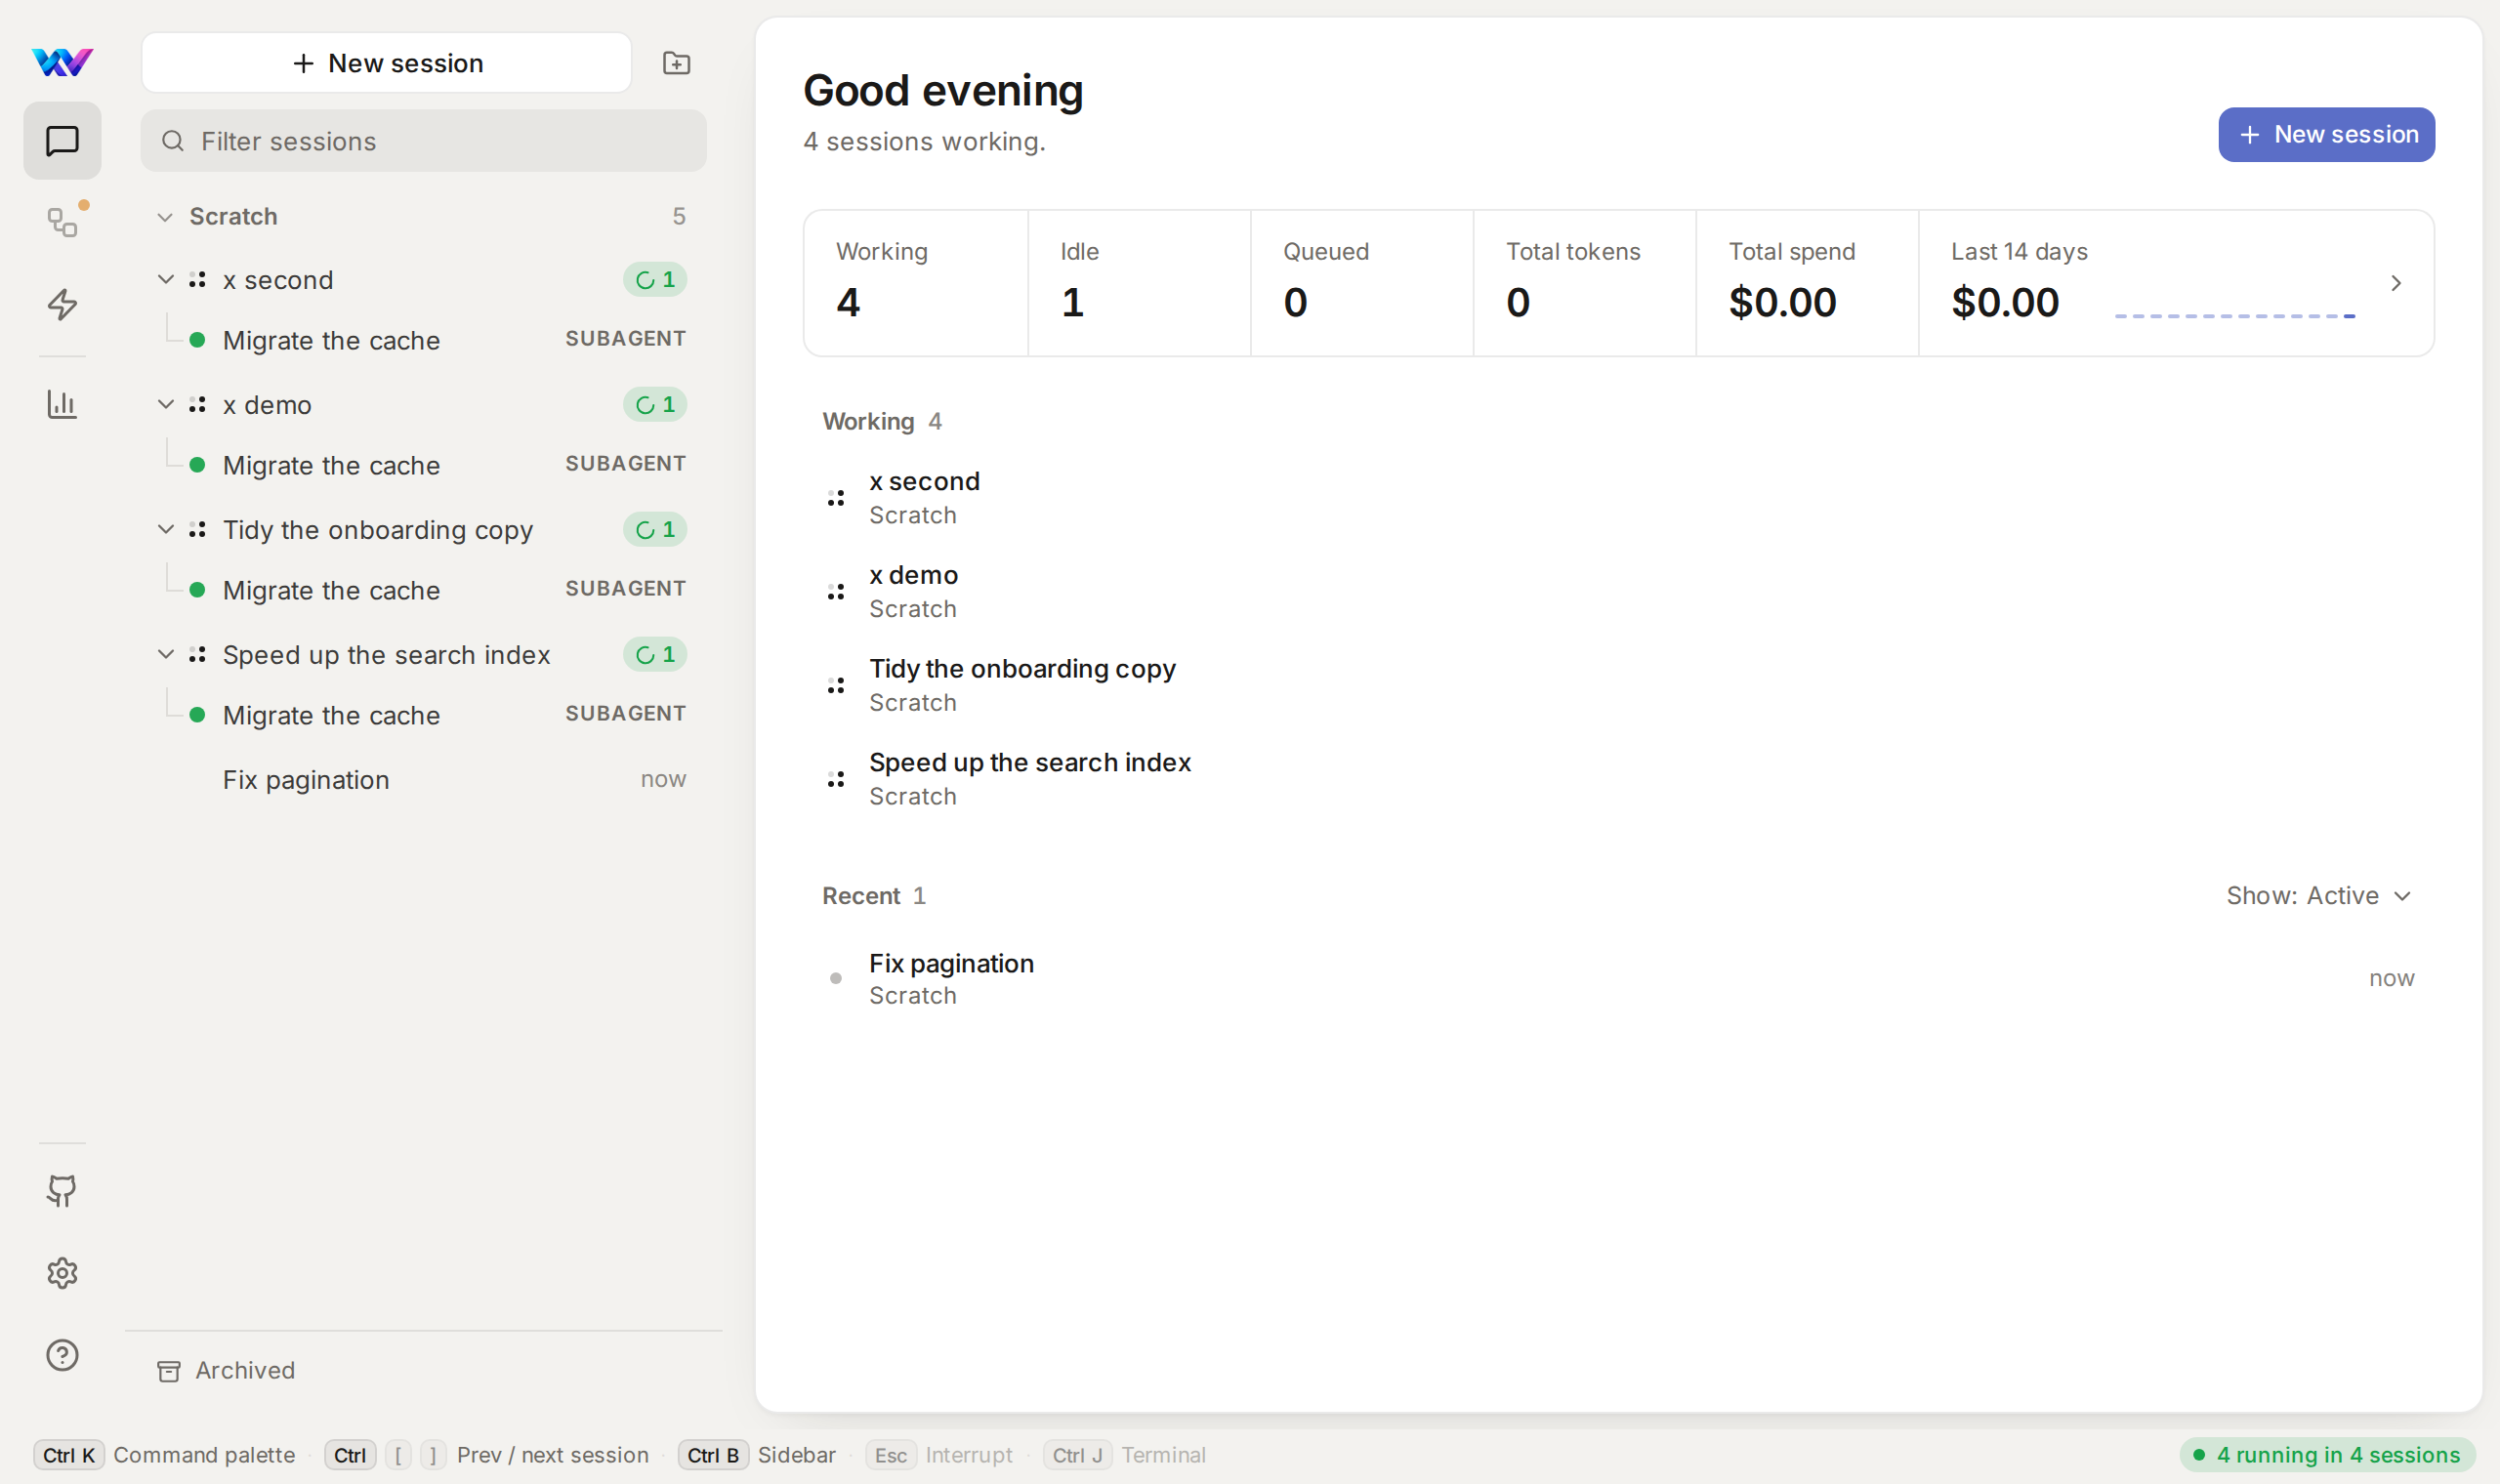 New session
Filter sessions
Scratch 5
x second 1
Migrate the cache SUBAGENT
x demo 1
Migrate the cache SUBAGENT
Tidy the onboarding copy 1
Migrate the cache SUBAGENT
Speed up the search index 1
Migrate the cache SUBAGENT
Fix pagination now
Archived
Good evening
4 sessions working.
New session
Working Idle Queued Total tokens Total spend Last 14 days
4 1 0 0 $0.00 $0.00
Working 4
x second
Scratch
x demo
Scratch
Tidy the onboarding copy
Scratch
Speed up the search index
Scratch
Recent 1 Show: Active
Fix pagination
Scratch
now
Ctrl K Command palette · Ctrl [ ] Prev / next session · Ctrl B Sidebar · Esc Interrupt · Ctrl J Terminal 4 running in 4 sessions